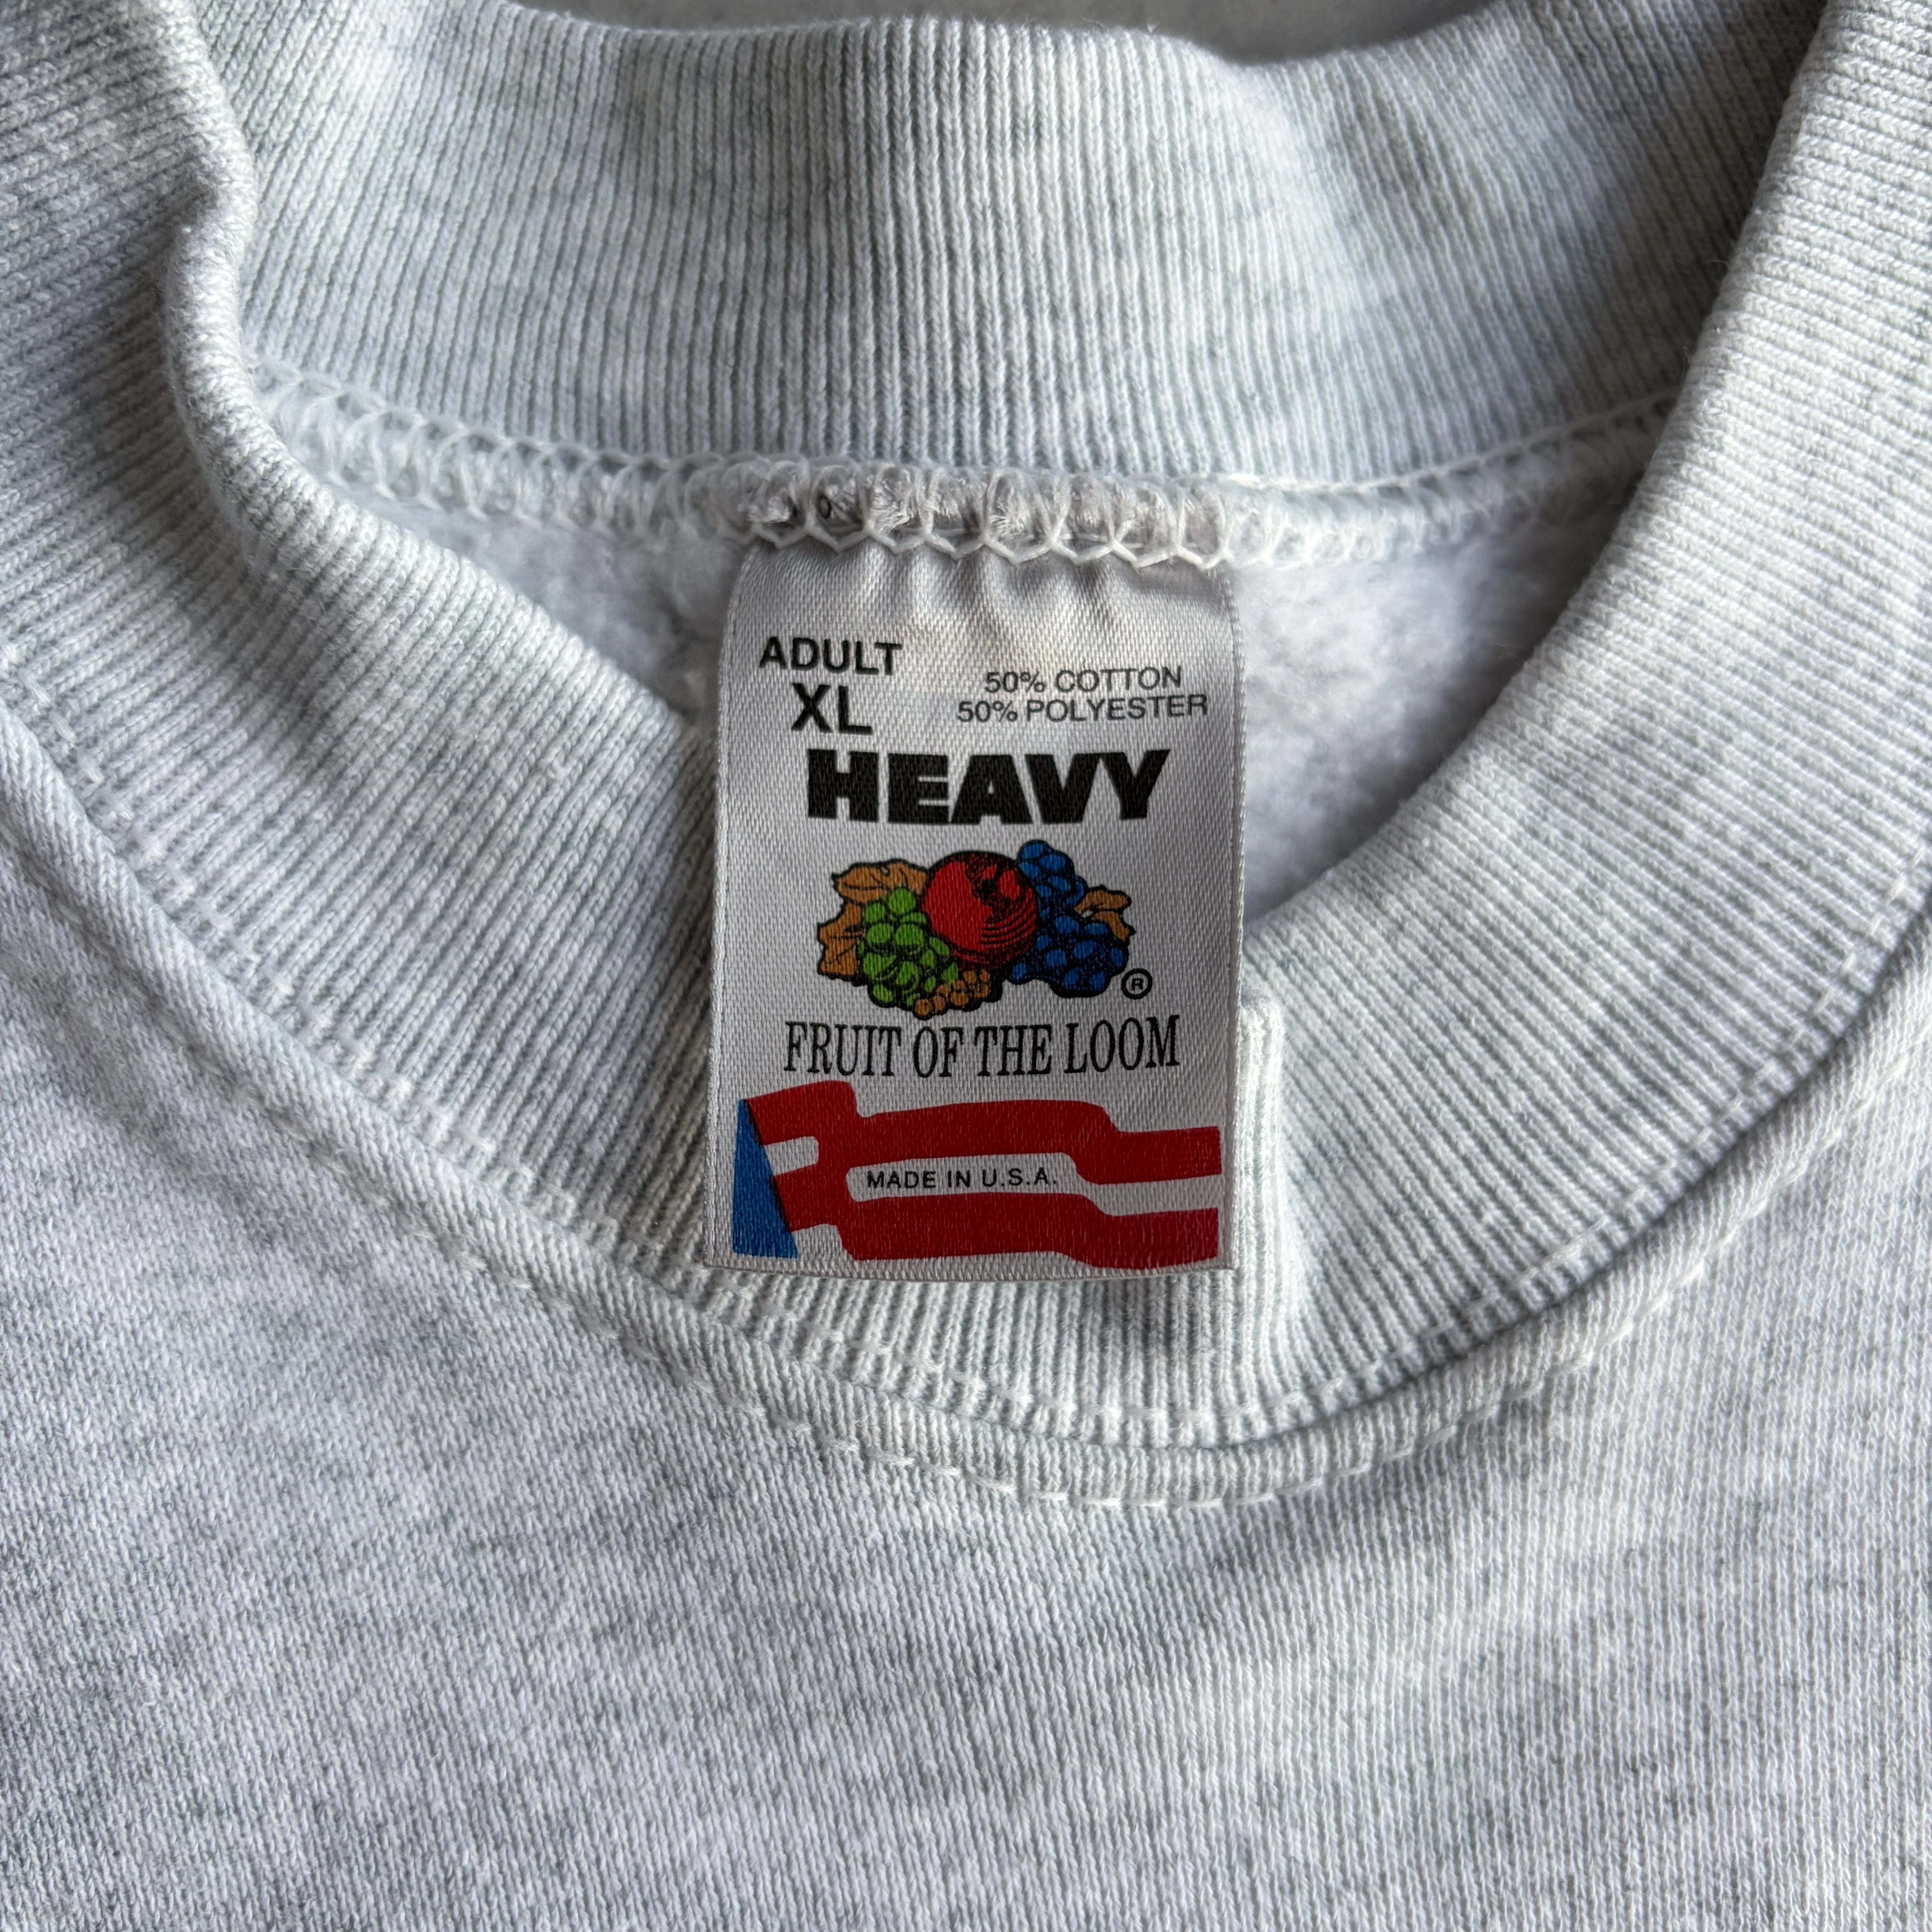 ADULT
XL
50% COTTON
50% POLYESTER
HEAVY
®
FRUIT OF THE LOOM
MADE IN U.S.A.